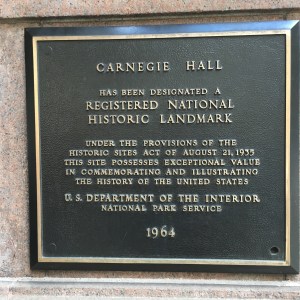 CARNEGIE HALL
HAS BEEN DESIGNATED A
REGISTERED NATIONAL
HISTORIC LANDMARK
UNDER THE PROVISIONS OF THE
HISTORIC SITES ACT OF AUGUST 21, 1935
THIS SITE POSSESSES EXCEPTIONAL VALUE
IN COMMEMORATING AND ILLUSTRATING
THE HISTORY OF THE UNITED STATES
U.S. DEPARTMENT OF THE INTERIOR
NATIONAL PARK SERVICE
1964